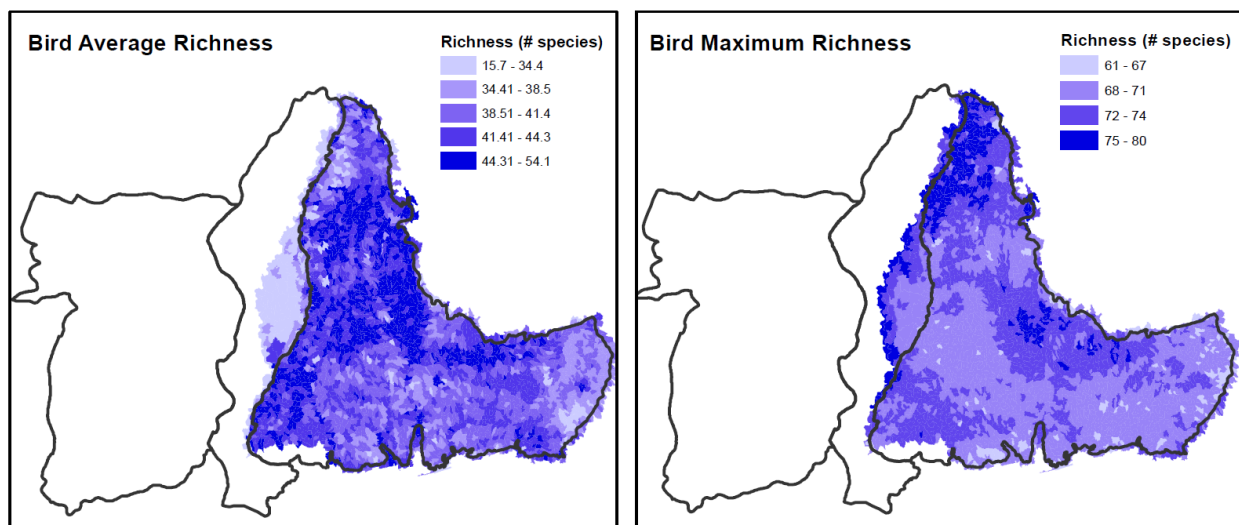 Bird Average Richness
Richness (# species)
15.7 - 34.4
34.41 - 38.5
38.51 - 41.4
41.41 - 44.3
44.31 - 54.1
Bird Maximum Richness
Richness (# species)
61 - 67
68 - 71
72 - 74
75 - 80